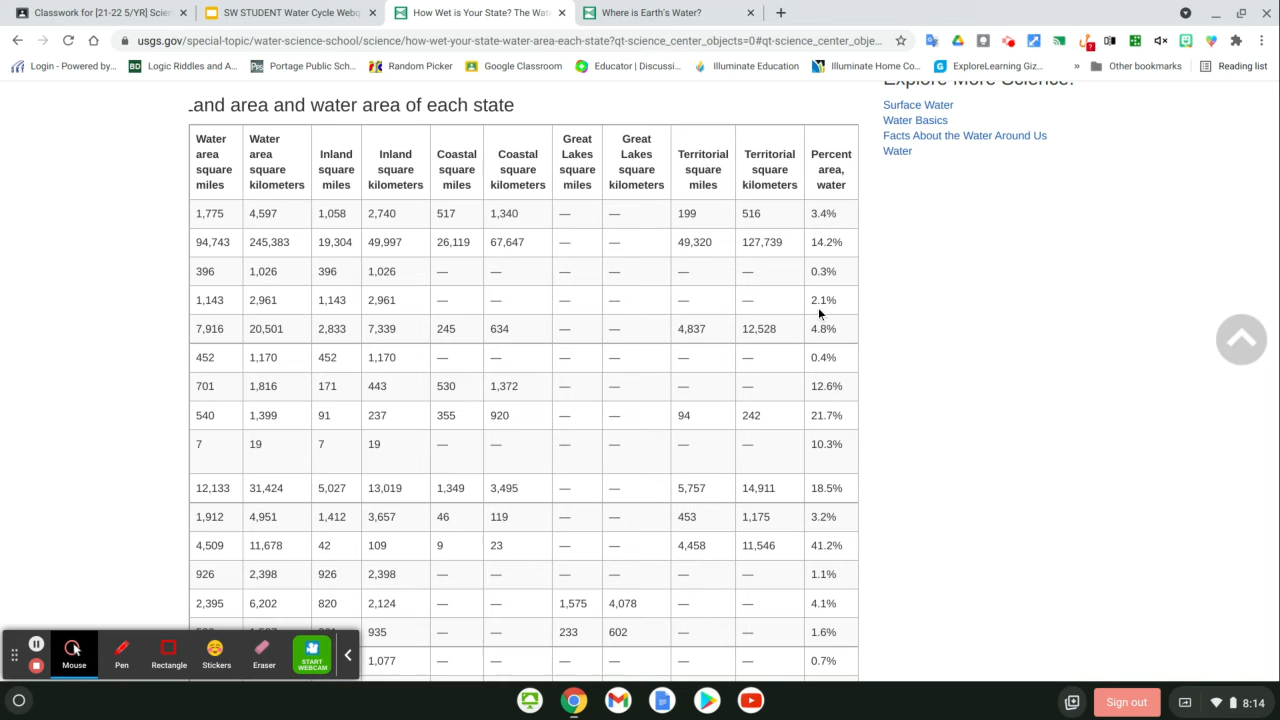 Classwork for [21-22 5/YR] Scien
SW STUDENT Water Cycle Webq
How Wet is Your State? The Wate
Where is Earth's Water?
usgs.gov/special-topic/water-science-school/science/how-wet-your-state-water-area-each-state?qt-science_center_objects=0#qt-science_center_obje...
Login - Powered by...
Logic Riddles and A...
Portage Public Sch...
Random Picker
Google Classroom
Educator | Discussi...
Illuminate Education
Illuminate Home Co...
ExploreLearning Giz...
»
Other bookmarks
Reading list
Explore More Science:
Surface Water
Water Basics
Facts About the Water Around Us
Water
and area and water area of each state
Water area square miles Water area square kilometers Inland square miles Inland square kilometers Coastal square miles Coastal square kilometers Great Lakes square miles Great Lakes square kilometers Territorial square miles Territorial square kilometers Percent area, water
1,775 4,597 1,058 2,740 517 1,340 — — 199 516 3.4%
94,743 245,383 19,304 49,997 26,119 67,647 — — 49,320 127,739 14.2%
396 1,026 396 1,026 — — — — — — 0.3%
1,143 2,961 1,143 2,961 — — — — — — 2.1%
7,916 20,501 2,833 7,339 245 634 — — 4,837 12,528 4.8%
452 1,170 452 1,170 — — — — — — 0.4%
701 1,816 171 443 530 1,372 — — — — 12.6%
540 1,399 91 237 355 920 — — 94 242 21.7%
7 19 7 19 — — — — — — 10.3%
12,133 31,424 5,027 13,019 1,349 3,495 — — 5,757 14,911 18.5%
1,912 4,951 1,412 3,657 46 119 — — 453 1,175 3.2%
4,509 11,678 42 109 9 23 — — 4,458 11,546 41.2%
926 2,398 926 2,398 — — — — — — 1.1%
2,395 6,202 820 2,124 — — 1,575 4,078 — — 4.1%
935 — — 233 602 — — 1.6%
1,077 — — — — — — 0.7%
Mouse
Pen
Rectangle
Stickers
Eraser
START
WEBCAM
Sign out
8:14